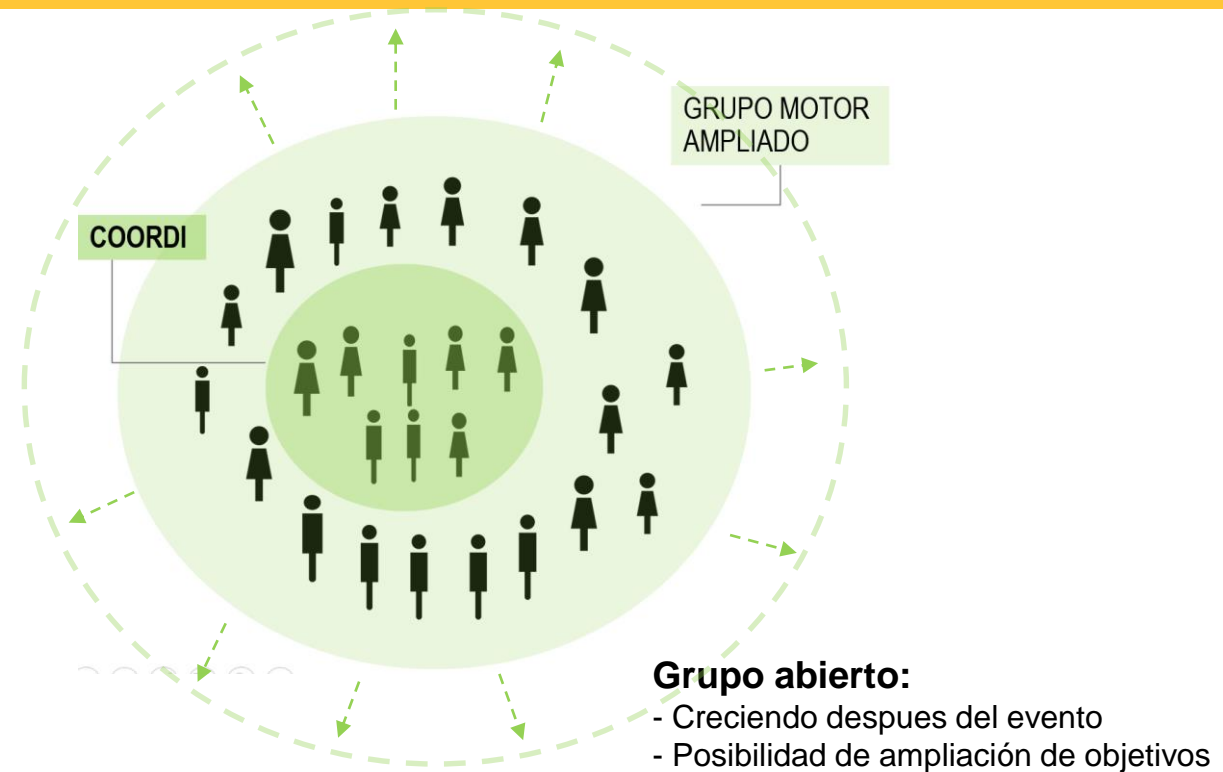 GRUPO MOTOR
AMPLIADO
COORDI
Grupo abierto:
- Creciendo despues del evento
- Posibilidad de ampliación de objetivos